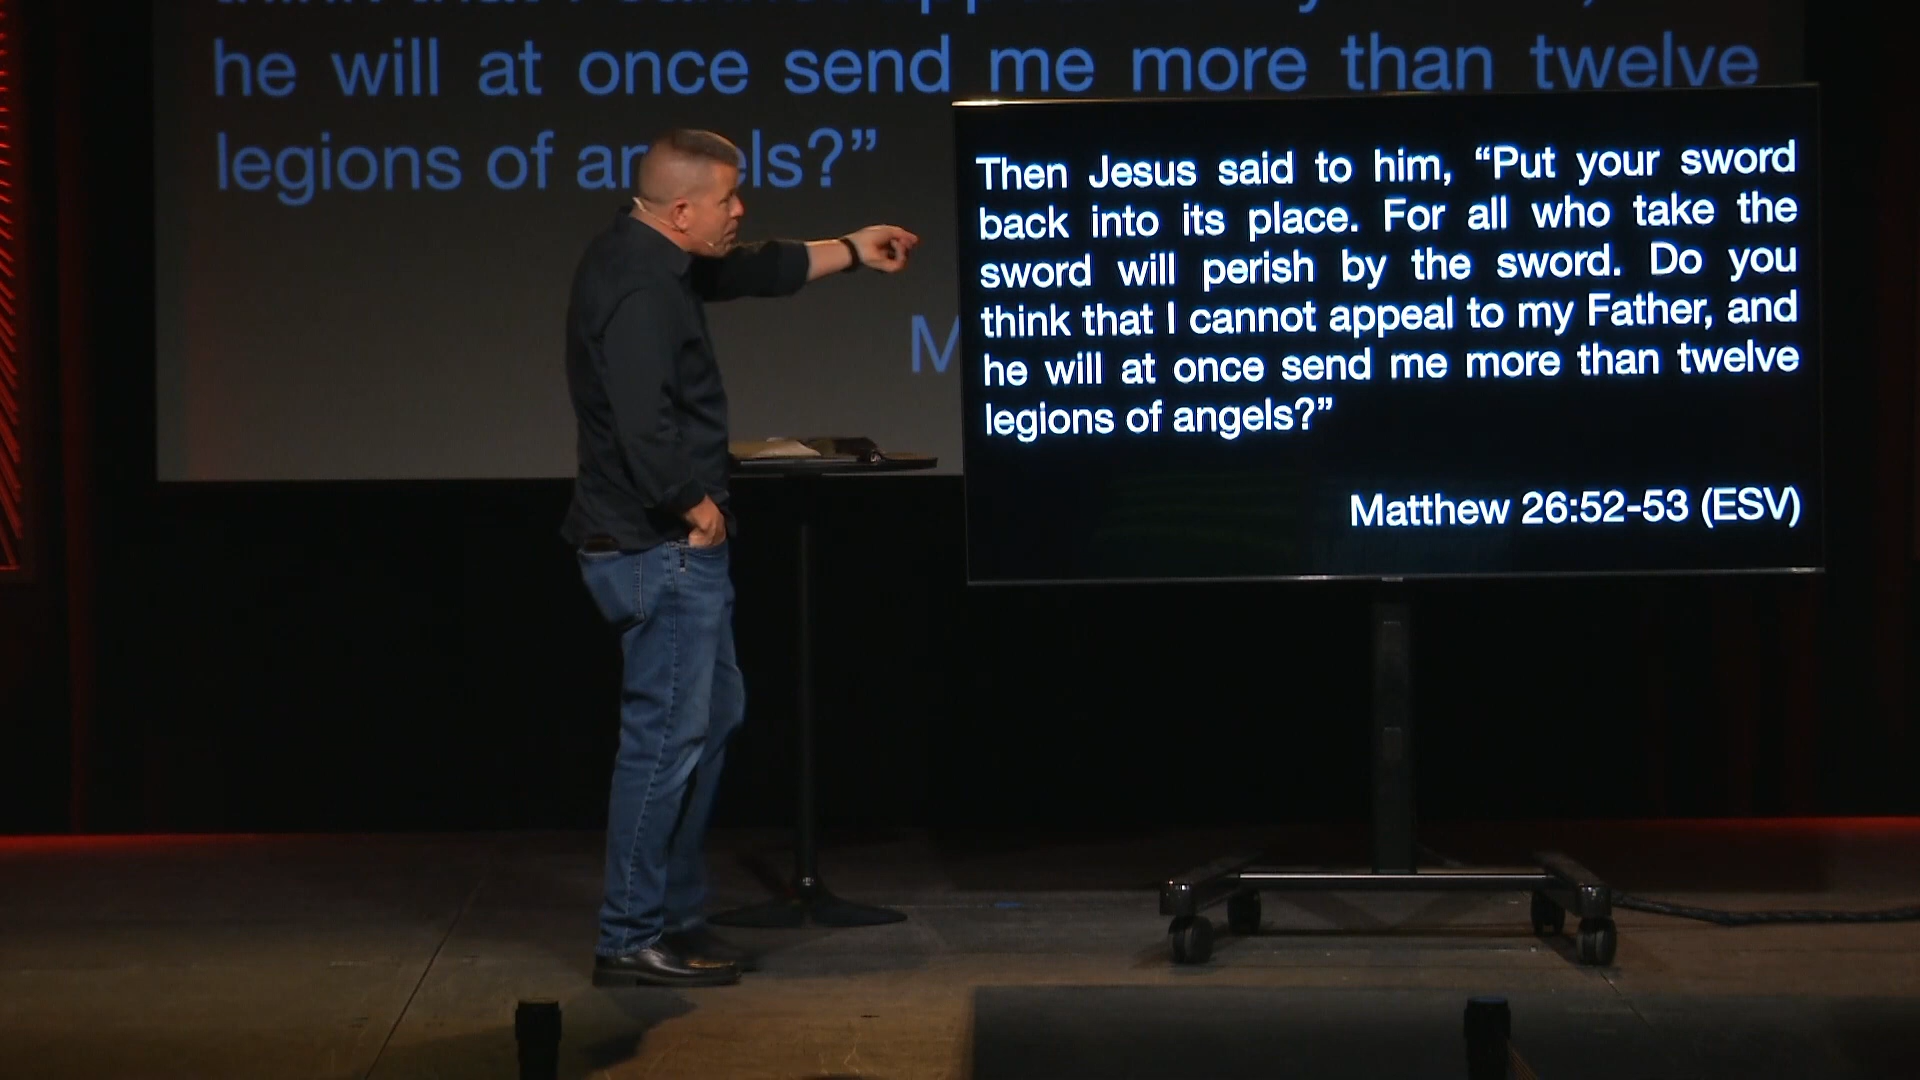 he will at once send me more than twelve
legions of an els?”
M
Then Jesus said to him, “Put your sword
back into its place. For all who take the
sword will perish by the sword. Do you
think that I cannot appeal to my Father, and
he will at once send me more than twelve
legions of angels?”
Matthew 26:52-53 (ESV)